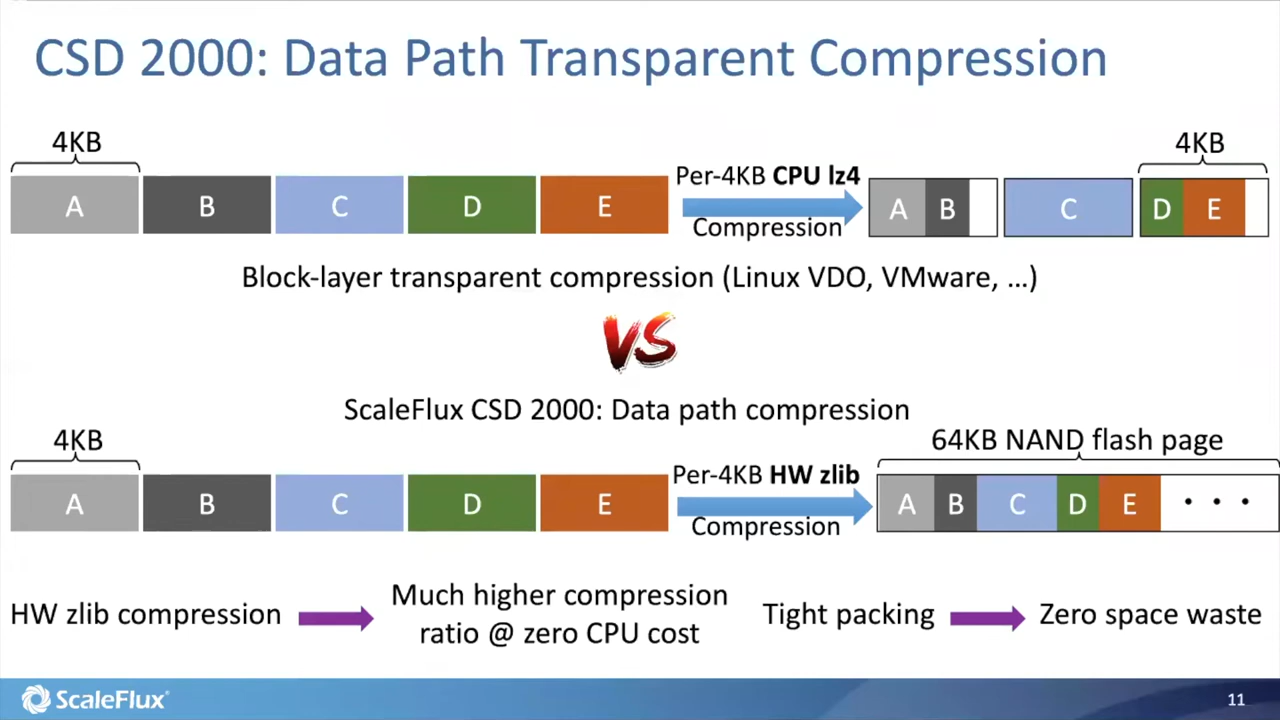 CSD 2000: Data Path Transparent Compression
4KB
4KB
A B C D E
Per-4KB CPU lz4
Compression
A B C D E
Block-layer transparent compression (Linux VDO, VMware, ...)
VS
ScaleFlux CSD 2000: Data path compression
4KB
64KB NAND flash page
A B C D E
Per-4KB HW zlib
Compression
A B C D E ...
HW zlib compression
Much higher compression
ratio @ zero CPU cost
Tight packing
Zero space waste
ScaleFlux
11